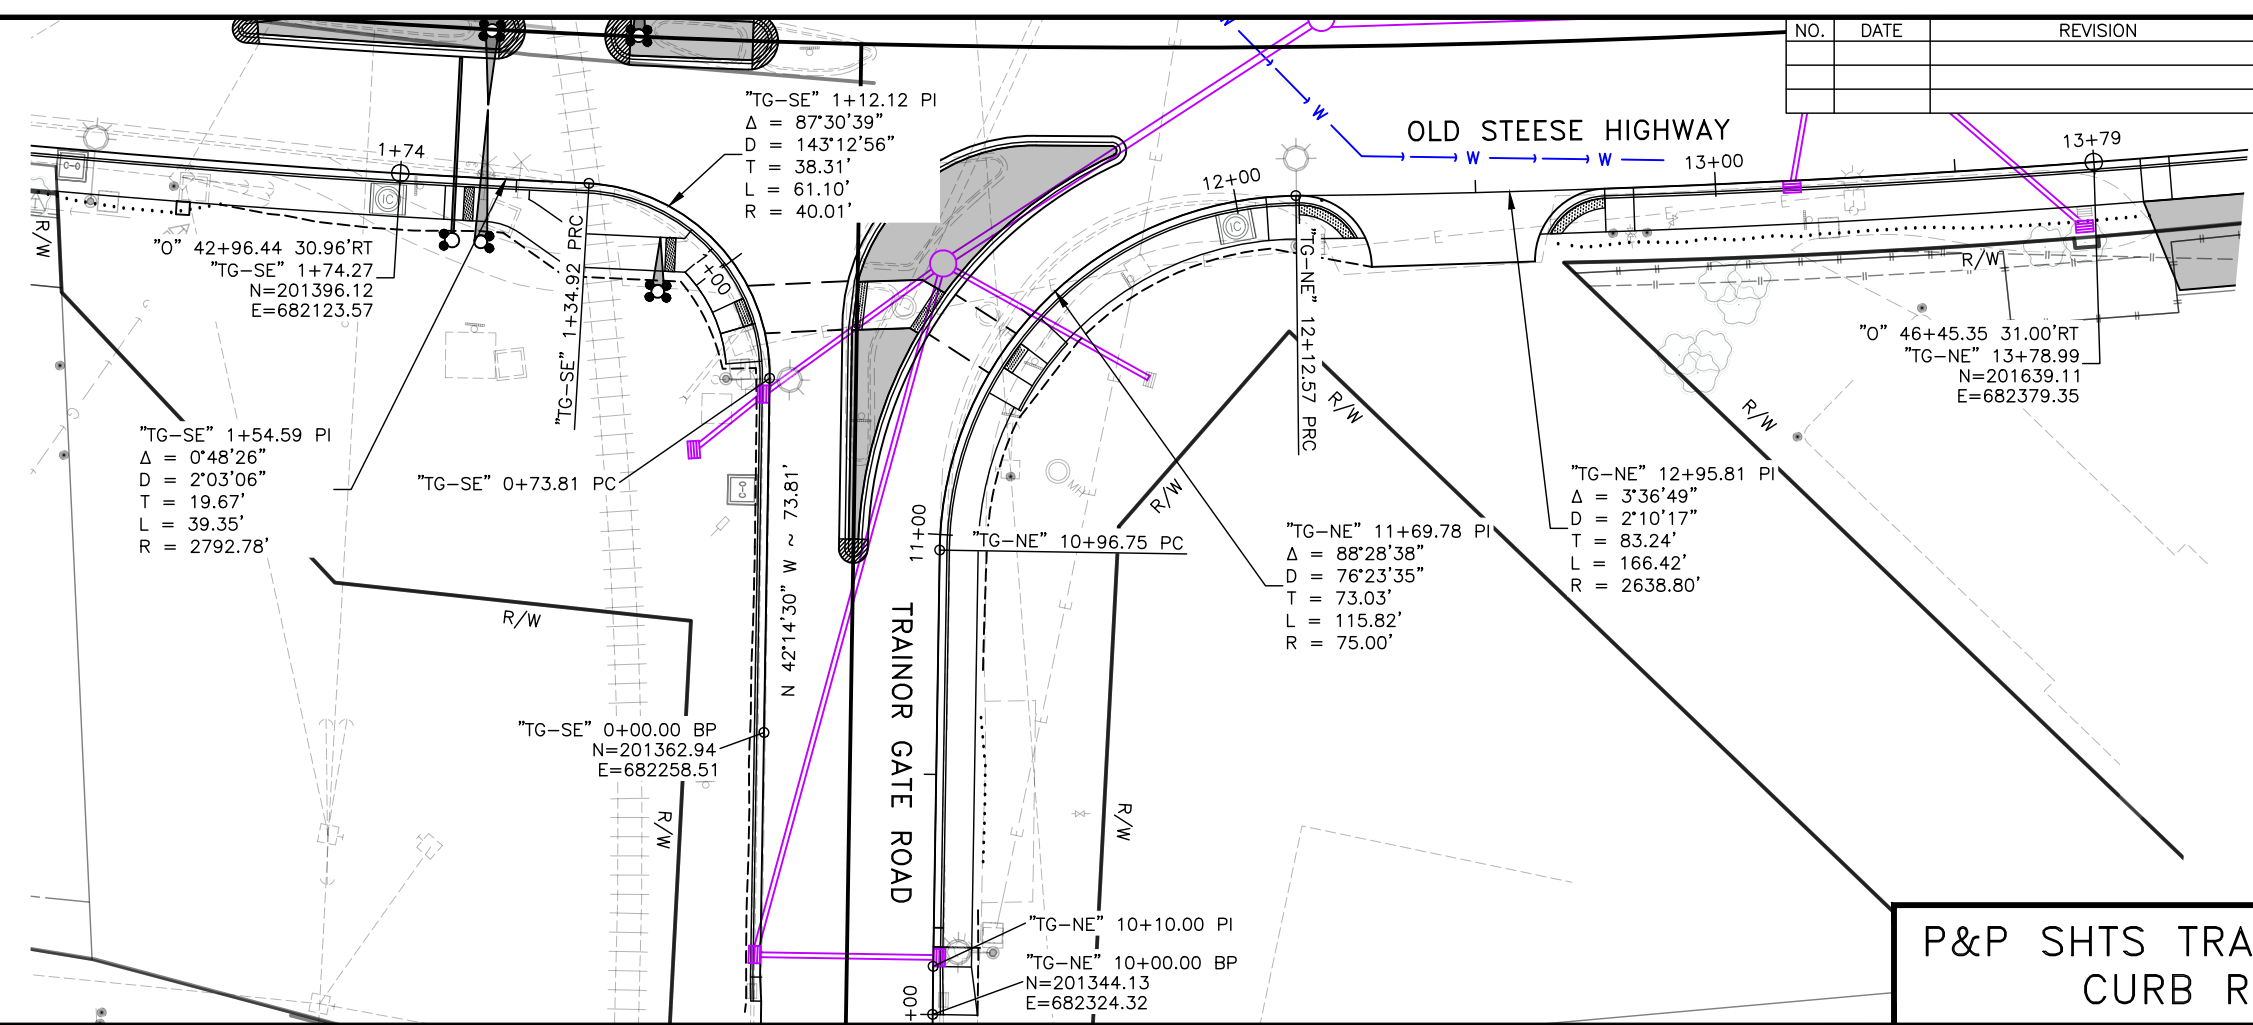 NO. DATE REVISION
OLD STEESE HIGHWAY
1+74
12+00
13+00
13+79
"TG-SE" 1+12.12 PI
Δ = 87°30'39"
D = 143°12'56"
T = 38.31'
L = 61.10'
R = 40.01'
R/W
"O" 42+96.44 30.96'RT
"TG-SE" 1+74.27
N=201396.12
E=682123.57
"TG-SE" 1+34.92 PRC
1+00
"TG-NE" 12+12.57 PRC
R/W
"O" 46+45.35 31.00'RT
"TG-NE" 13+78.99
N=201639.11
E=682379.35
R/W
R/W
R/W
"TG-SE" 1+54.59 PI
Δ = 0°48'26"
D = 2°03'06"
T = 19.67'
L = 39.35'
R = 2792.78'
"TG-SE" 0+73.81 PC
N 42°14'30" W ~ 73.81'
11+00
"TG-NE" 10+96.75 PC
"TG-NE" 11+69.78 PI
Δ = 88°28'38"
D = 76°23'35"
T = 73.03'
L = 115.82'
R = 75.00'
"TG-NE" 12+95.81 PI
Δ = 3°36'49"
D = 2°10'17"
T = 83.24'
L = 166.42'
R = 2638.80'
R/W
TRAINOR GATE ROAD
"TG-SE" 0+00.00 BP
N=201362.94
E=682258.51
R/W
R/W
"TG-NE" 10+10.00 PI
"TG-NE" 10+00.00 BP
N=201344.13
E=682324.32
+00
W
W
W
W
IC
IC
MH
P&P SHTS TRA
CURB R